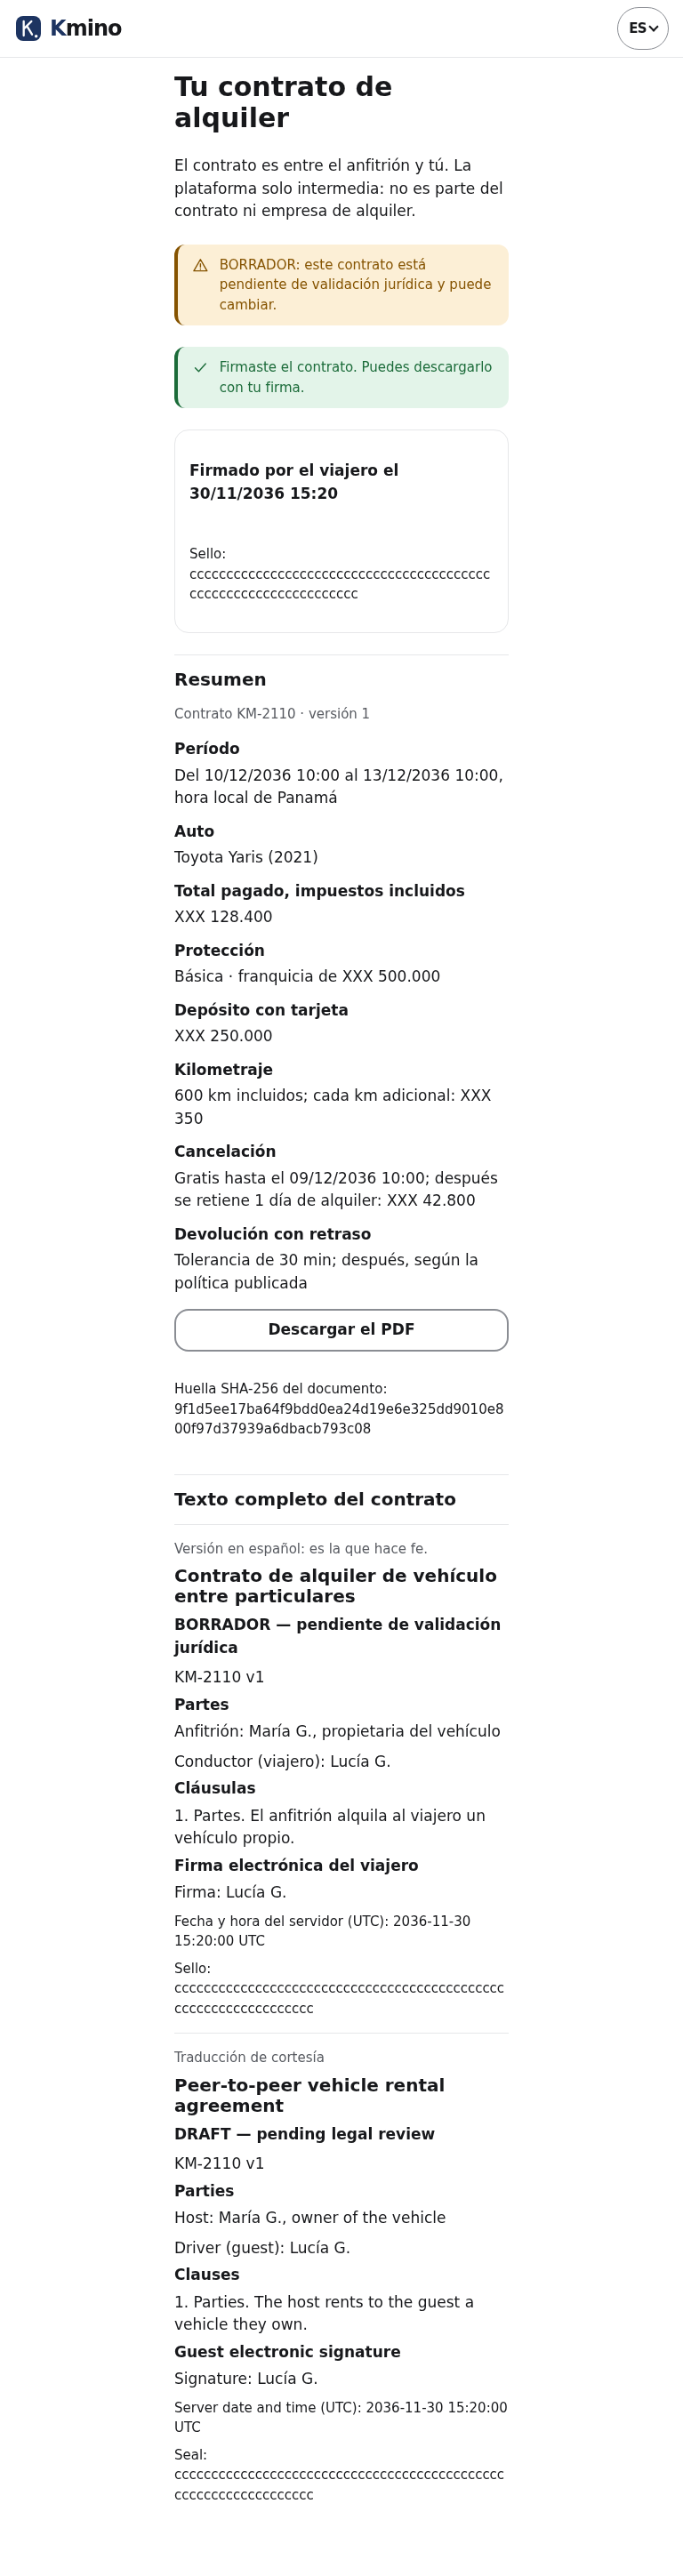 Kmino
ES
Tu contrato de
alquiler
El contrato es entre el anfitrión y tú. La
plataforma solo intermedia: no es parte del
contrato ni empresa de alquiler.
BORRADOR: este contrato está
pendiente de validación jurídica y puede
cambiar.
Firmaste el contrato. Puedes descargarlo
con tu firma.
Firmado por el viajero el
30/11/2036 15:20
Sello:
ccccccccccccccccccccccccccccccccccccccccc
ccccccccccccccccccccccc
Resumen
Contrato KM-2110 · versión 1
Período
Del 10/12/2036 10:00 al 13/12/2036 10:00,
hora local de Panamá
Auto
Toyota Yaris (2021)
Total pagado, impuestos incluidos
XXX 128.400
Protección
Básica · franquicia de XXX 500.000
Depósito con tarjeta
XXX 250.000
Kilometraje
600 km incluidos; cada km adicional: XXX
350
Cancelación
Gratis hasta el 09/12/2036 10:00; después
se retiene 1 día de alquiler: XXX 42.800
Devolución con retraso
Tolerancia de 30 min; después, según la
política publicada
Descargar el PDF
Huella SHA-256 del documento:
9f1d5ee17ba64f9bdd0ea24d19e6e325dd9010e8
00f97d37939a6dbacb793c08
Texto completo del contrato
Versión en español: es la que hace fe.
Contrato de alquiler de vehículo
entre particulares
BORRADOR — pendiente de validación
jurídica
KM-2110 v1
Partes
Anfitrión: María G., propietaria del vehículo
Conductor (viajero): Lucía G.
Cláusulas
1. Partes. El anfitrión alquila al viajero un
vehículo propio.
Firma electrónica del viajero
Firma: Lucía G.
Fecha y hora del servidor (UTC): 2036-11-30
15:20:00 UTC
Sello:
ccccccccccccccccccccccccccccccccccccccccccccc
ccccccccccccccccccc
Traducción de cortesía
Peer-to-peer vehicle rental
agreement
DRAFT — pending legal review
KM-2110 v1
Parties
Host: María G., owner of the vehicle
Driver (guest): Lucía G.
Clauses
1. Parties. The host rents to the guest a
vehicle they own.
Guest electronic signature
Signature: Lucía G.
Server date and time (UTC): 2036-11-30 15:20:00
UTC
Seal:
ccccccccccccccccccccccccccccccccccccccccccccc
ccccccccccccccccccc